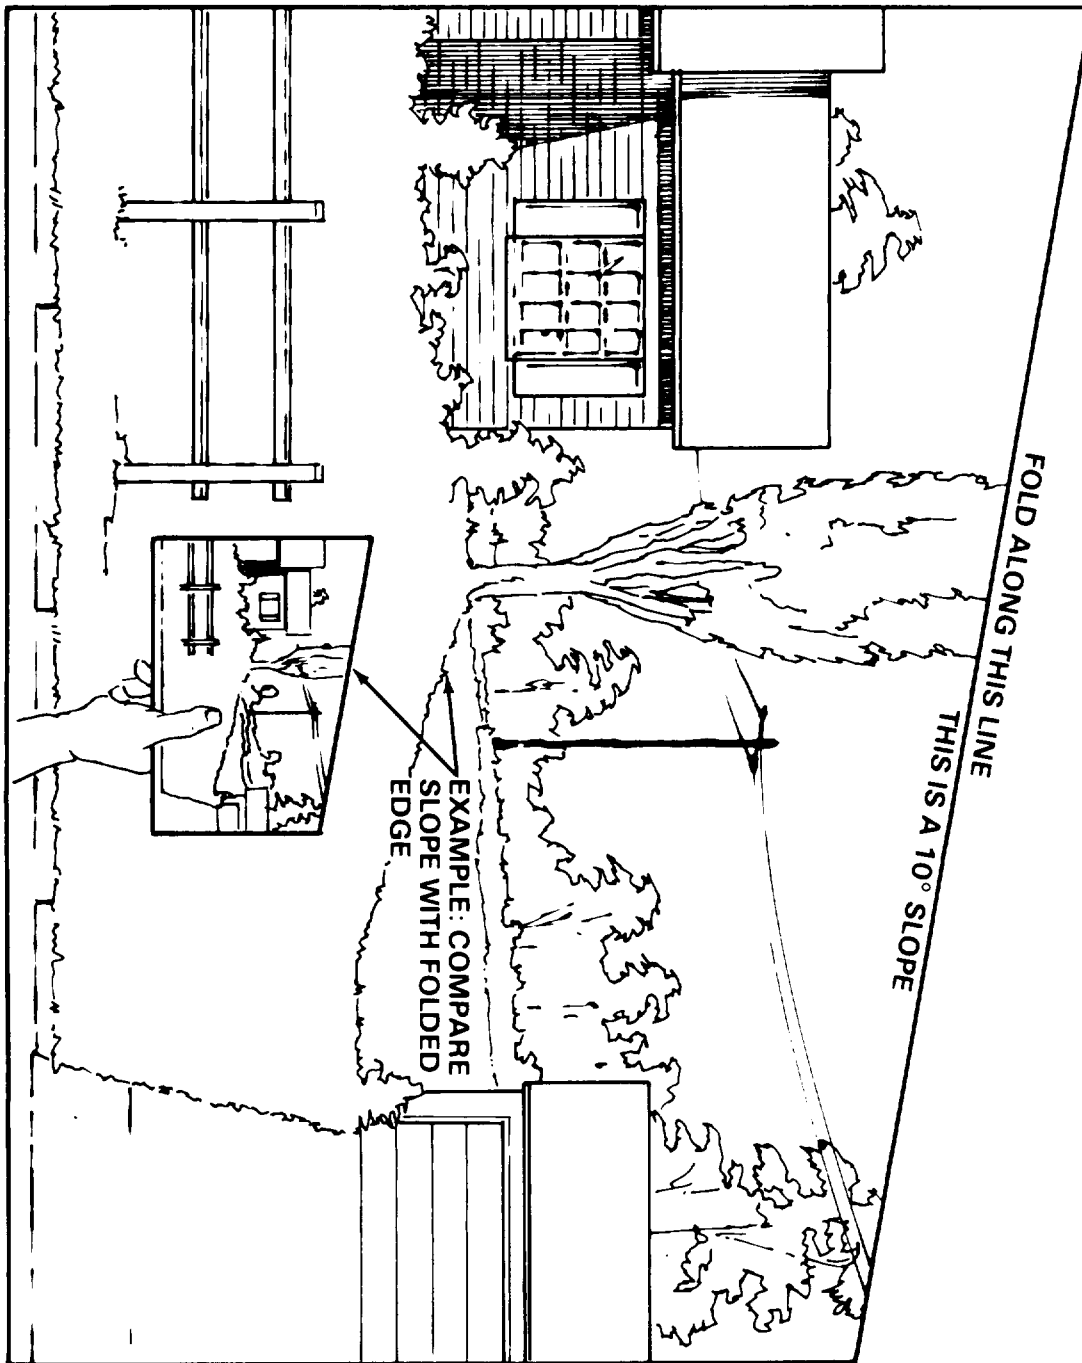 FOLD ALONG THIS LINE
THIS IS A 10° SLOPE
EXAMPLE: COMPARE
SLOPE WITH FOLDED
EDGE